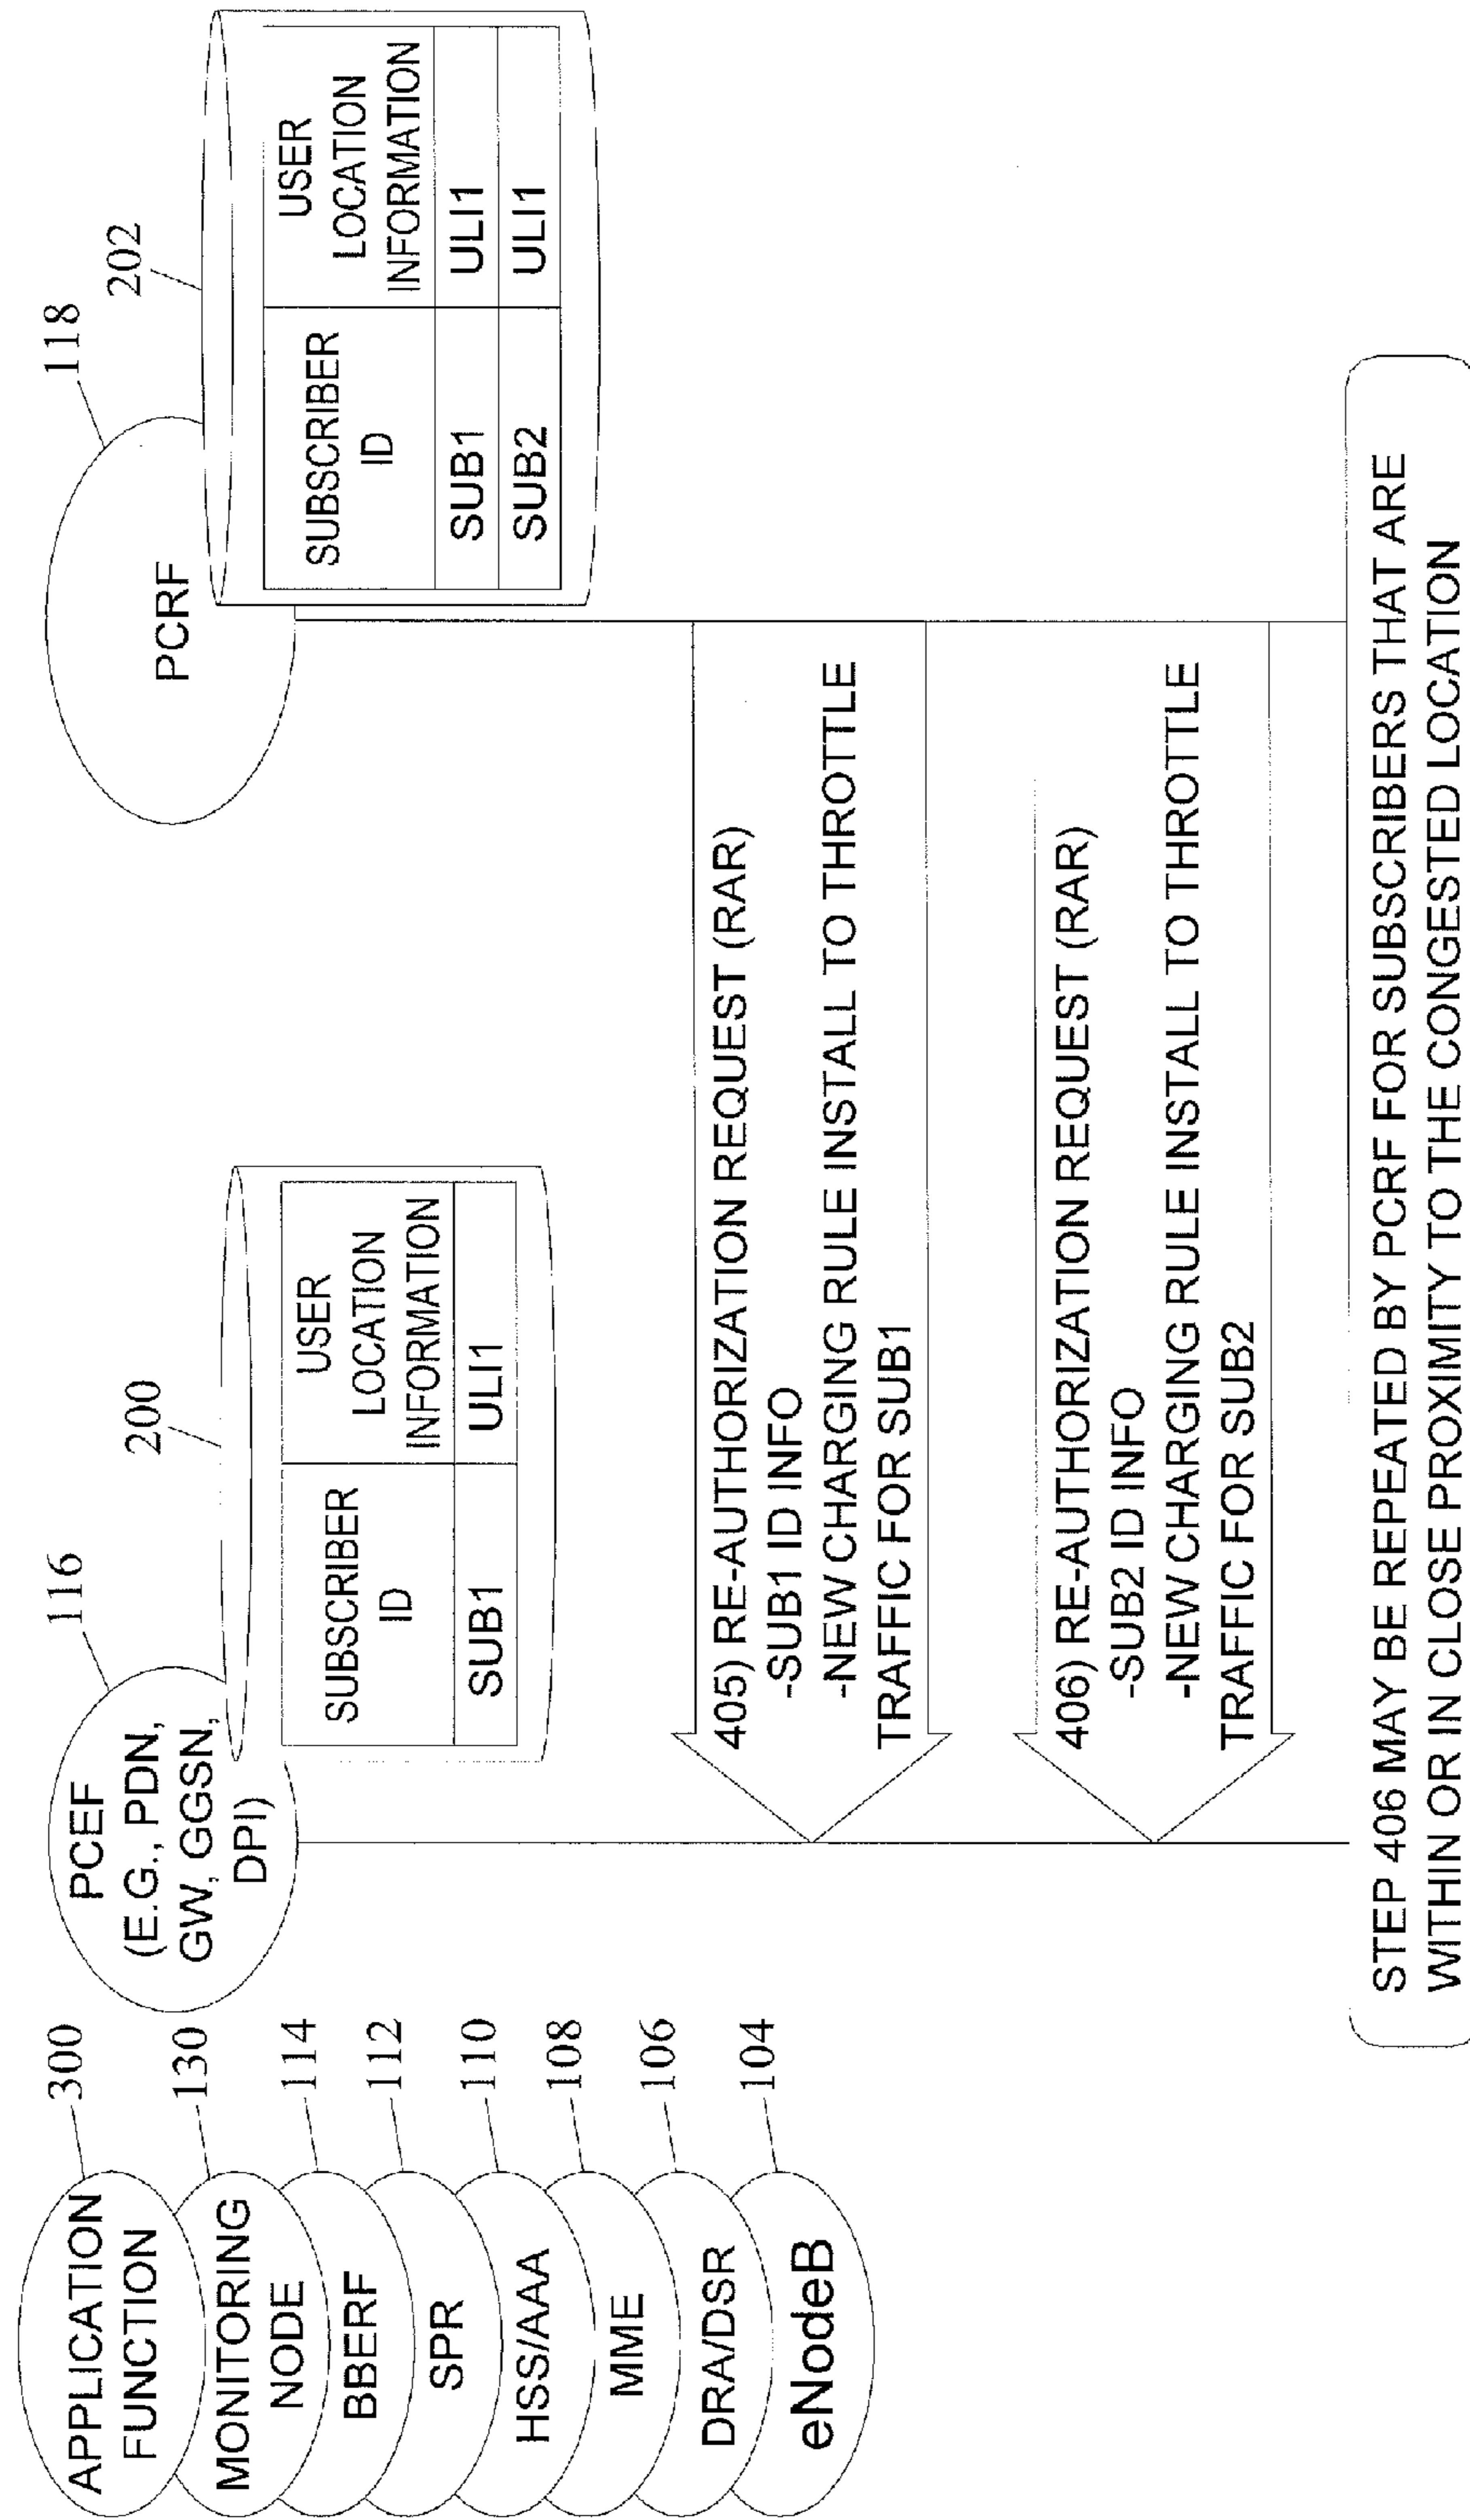 APPLICATION
FUNCTION
300
MONITORING
NODE
130
BBERF
114
SPR
112
HSS/AAA
110
MME
108
DRA/DSR
106
eNodeB
104
PCEF
(E.G., PDN,
GW, GGSN,
DPI)
116
200
SUBSCRIBER
ID
USER
LOCATION
INFORMATION
SUB1
ULI1
PCRF
118
202
SUBSCRIBER
ID
USER
LOCATION
INFORMATION
SUB1
ULI1
SUB2
ULI1
405) RE-AUTHORIZATION REQUEST (RAR)
-SUB1 ID INFO
-NEW CHARGING RULE INSTALL TO THROTTLE
TRAFFIC FOR SUB1
406) RE-AUTHORIZATION REQUEST (RAR)
-SUB2 ID INFO
-NEW CHARGING RULE INSTALL TO THROTTLE
TRAFFIC FOR SUB2
STEP 406 MAY BE REPEATED BY PCRF FOR SUBSCRIBERS THAT ARE
WITHIN OR IN CLOSE PROXIMITY TO THE CONGESTED LOCATION